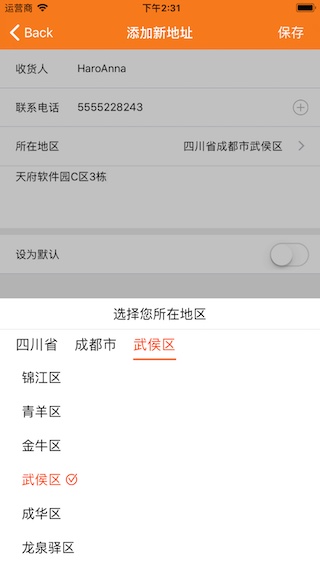 运营商 下午2:31
Back 添加新地址 保存
收货人 HaroAnna
联系电话 5555228243
所在地区 四川省成都市武侯区
天府软件园C区3栋
设为默认
选择您所在地区
四川省 成都市 武侯区
锦江区
青羊区
金牛区
武侯区
成华区
龙泉驿区